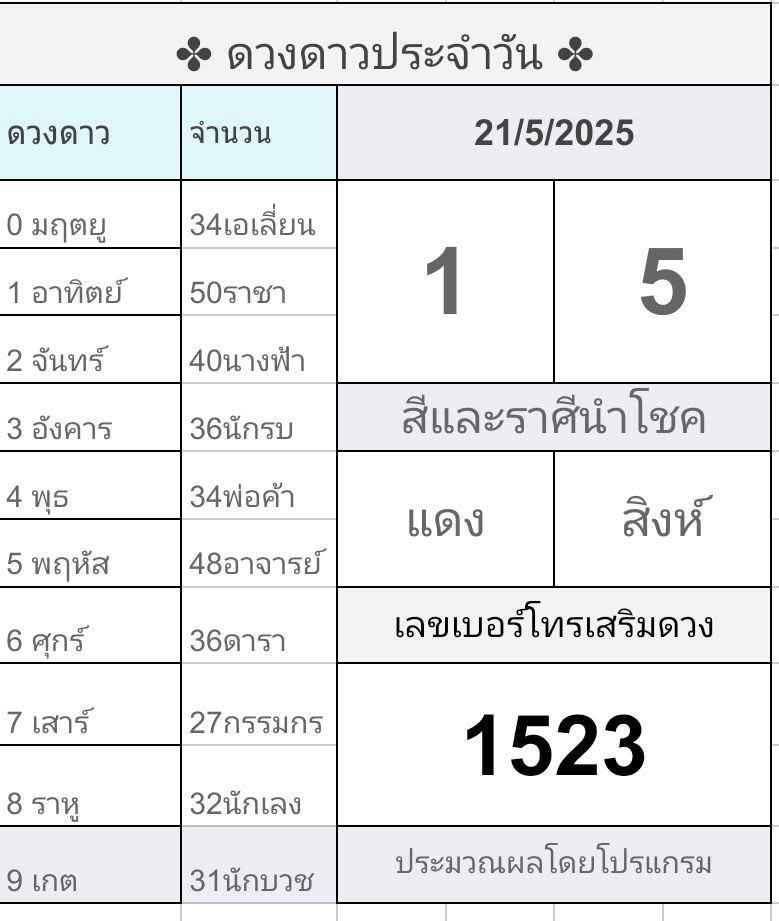 ✤ ดวงดาวประจำวัน ✤
ดวงดาว จำนวน 21/5/2025
0 มฤตยู 34เอเลี่ยน
1 อาทิตย์ 50ราชา
1 5
2 จันทร์ 40นางฟ้า
3 อังคาร 36นักรบ สีและราศีนำโชค
4 พุธ 34พ่อค้า
แดง สิงห์
5 พฤหัส 48อาจารย์
6 ศุกร์ 36ดารา เลขเบอร์โทรเสริมดวง
7 เสาร์ 27กรรมกร 1523
8 ราหู 32นักเลง
9 เกต 31นักบวช ประมวณผลโดยโปรแกรม